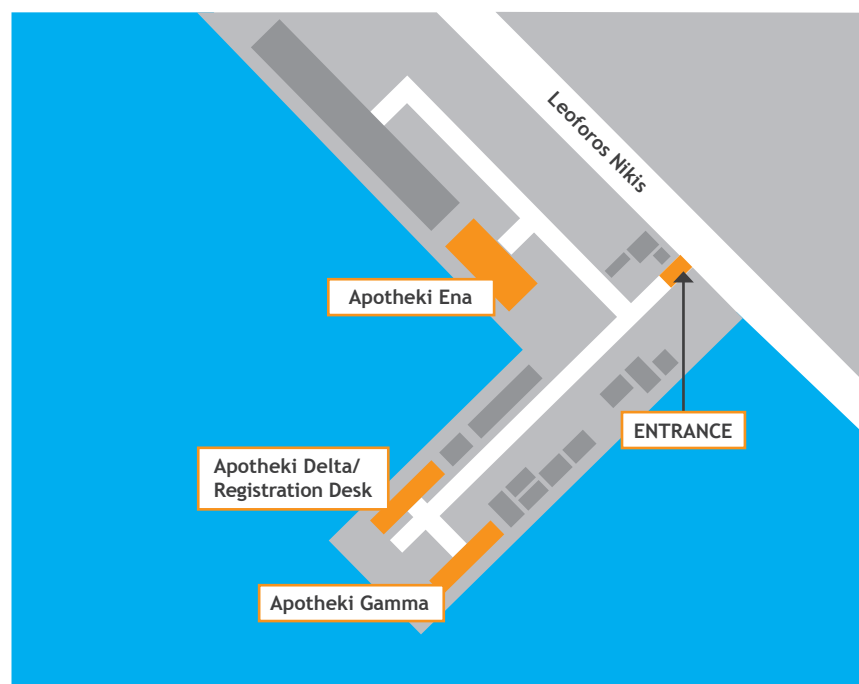 Leoforos Nikis
Apotheki Ena
ENTRANCE
Apotheki Delta/
Registration Desk
Apotheki Gamma